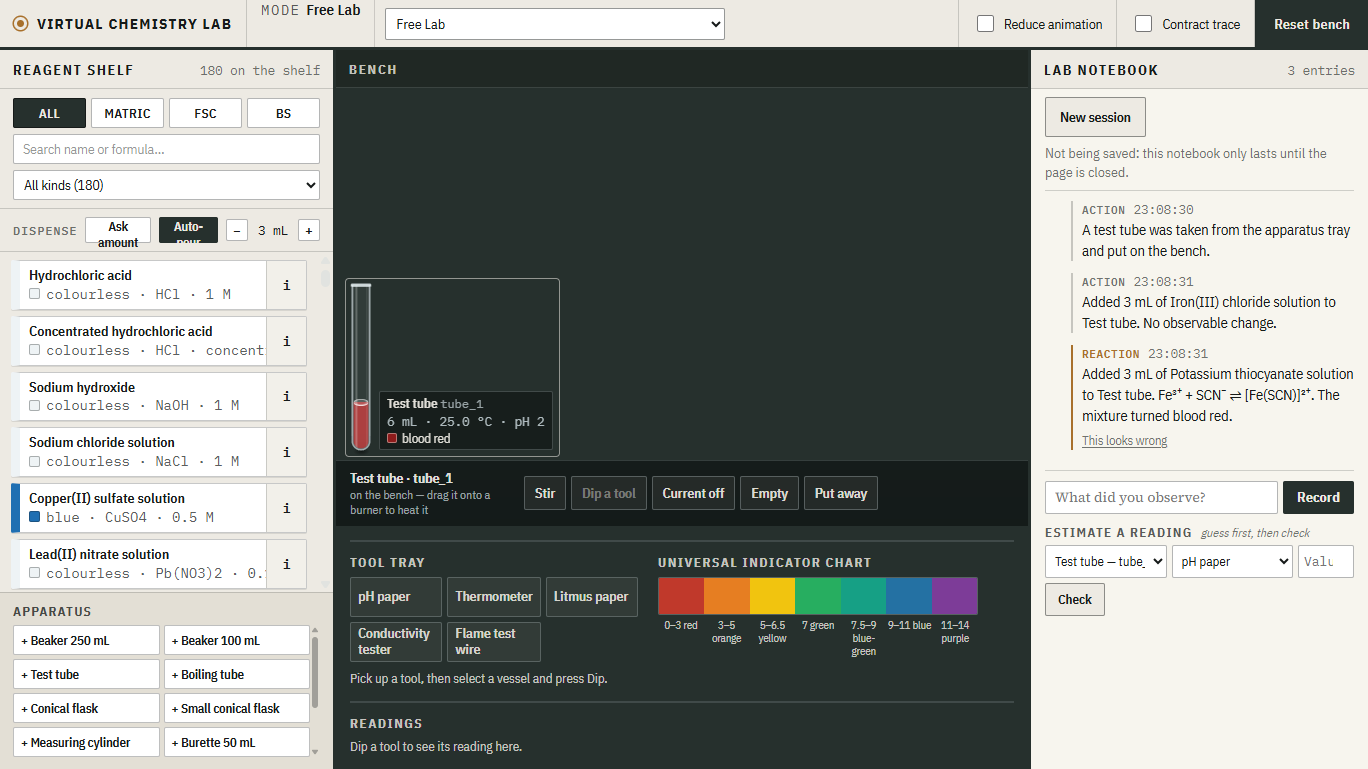 VIRTUAL CHEMISTRY LAB
MODE Free Lab
Free Lab
Reduce animation
Contract trace
Reset bench
REAGENT SHELF
180 on the shelf
ALL
MATRIC
FSC
BS
Search name or formula...
All kinds (180)
DISPENSE
Ask amount
Auto-pour
− 3 mL +
Hydrochloric acid
colourless · HCl · 1 M
i
Concentrated hydrochloric acid
colourless · HCl · concent
i
Sodium hydroxide
colourless · NaOH · 1 M
i
Sodium chloride solution
colourless · NaCl · 1 M
i
Copper(II) sulfate solution
blue · CuSO4 · 0.5 M
i
Lead(II) nitrate solution
colourless · Pb(NO3)2 · 0.
i
APPARATUS
+ Beaker 250 mL
+ Beaker 100 mL
+ Test tube
+ Boiling tube
+ Conical flask
+ Small conical flask
+ Measuring cylinder
+ Burette 50 mL
BENCH
Test tube tube_1
6 mL · 25.0 °C · pH 2
blood red
Test tube · tube_1
on the bench — drag it onto a
burner to heat it
Stir
Dip a tool
Current off
Empty
Put away
TOOL TRAY
pH paper
Thermometer
Litmus paper
Conductivity
tester
Flame test
wire
Pick up a tool, then select a vessel and press Dip.
UNIVERSAL INDICATOR CHART
0–3 red
3–5
orange
5–6.5
yellow
7 green
7.5–9
blue-
green
9–11 blue
11–14
purple
READINGS
Dip a tool to see its reading here.
LAB NOTEBOOK
3 entries
New session
Not being saved: this notebook only lasts until the
page is closed.
ACTION 23:08:30
A test tube was taken from the apparatus tray
and put on the bench.
ACTION 23:08:31
Added 3 mL of Iron(III) chloride solution to
Test tube. No observable change.
REACTION 23:08:31
Added 3 mL of Potassium thiocyanate solution
to Test tube. Fe³⁺ + SCN⁻ ⇌ [Fe(SCN)]²⁺. The
mixture turned blood red.
This looks wrong
What did you observe?
Record
ESTIMATE A READING guess first, then check
Test tube — tube_
pH paper
Valu
Check